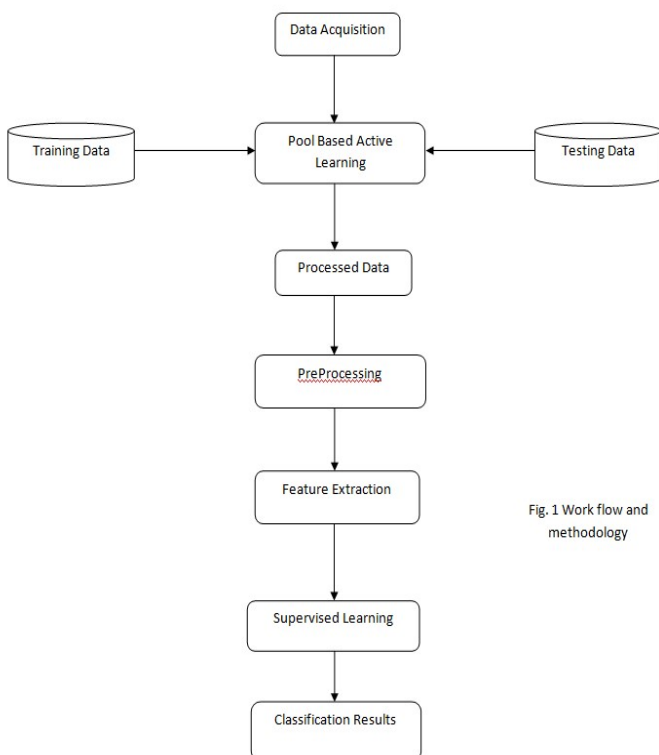 Data Acquisition
Training Data
Pool Based Active
Learning
Testing Data
Processed Data
PreProcessing
Feature Extraction
Fig. 1 Work flow and
methodology
Supervised Learning
Classification Results